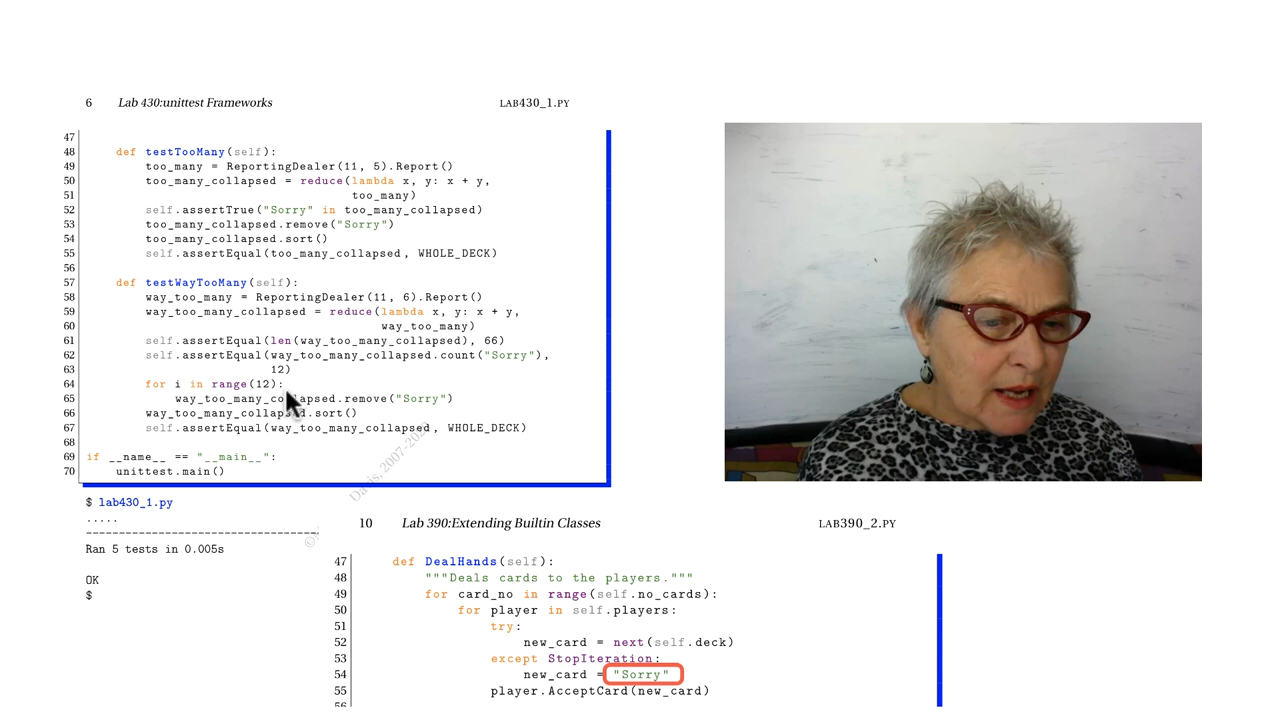 6 Lab 430:unittest Frameworks LAB430_1.PY
47
48 def testTooMany(self):
49 too_many = ReportingDealer(11, 5).Report()
50 too_many_collapsed = reduce(lambda x, y: x + y,
51 too_many)
52 self.assertTrue("Sorry" in too_many_collapsed)
53 too_many_collapsed.remove("Sorry")
54 too_many_collapsed.sort()
55 self.assertEqual(too_many_collapsed, WHOLE_DECK)
56
57 def testWayTooMany(self):
58 way_too_many = ReportingDealer(11, 6).Report()
59 way_too_many_collapsed = reduce(lambda x, y: x + y,
60 way_too_many)
61 self.assertEqual(len(way_too_many_collapsed), 66)
62 self.assertEqual(way_too_many_collapsed.count("Sorry"),
63 12)
64 for i in range(12):
65 way_too_many_collapsed.remove("Sorry")
66 way_too_many_collapsed.sort()
67 self.assertEqual(way_too_many_collapsed, WHOLE_DECK)
68
69 if __name__ == "__main__":
70 unittest.main()
$ lab430_1.py
.....
----------------------------------
Ran 5 tests in 0.005s
OK
$
10 Lab 390:Extending Builtin Classes LAB390_2.PY
47 def DealHands(self):
48 """Deals cards to the players."""
49 for card_no in range(self.no_cards):
50 for player in self.players:
51 try:
52 new_card = next(self.deck)
53 except StopIteration:
54 new_card = "Sorry"
55 player.AcceptCard(new_card)